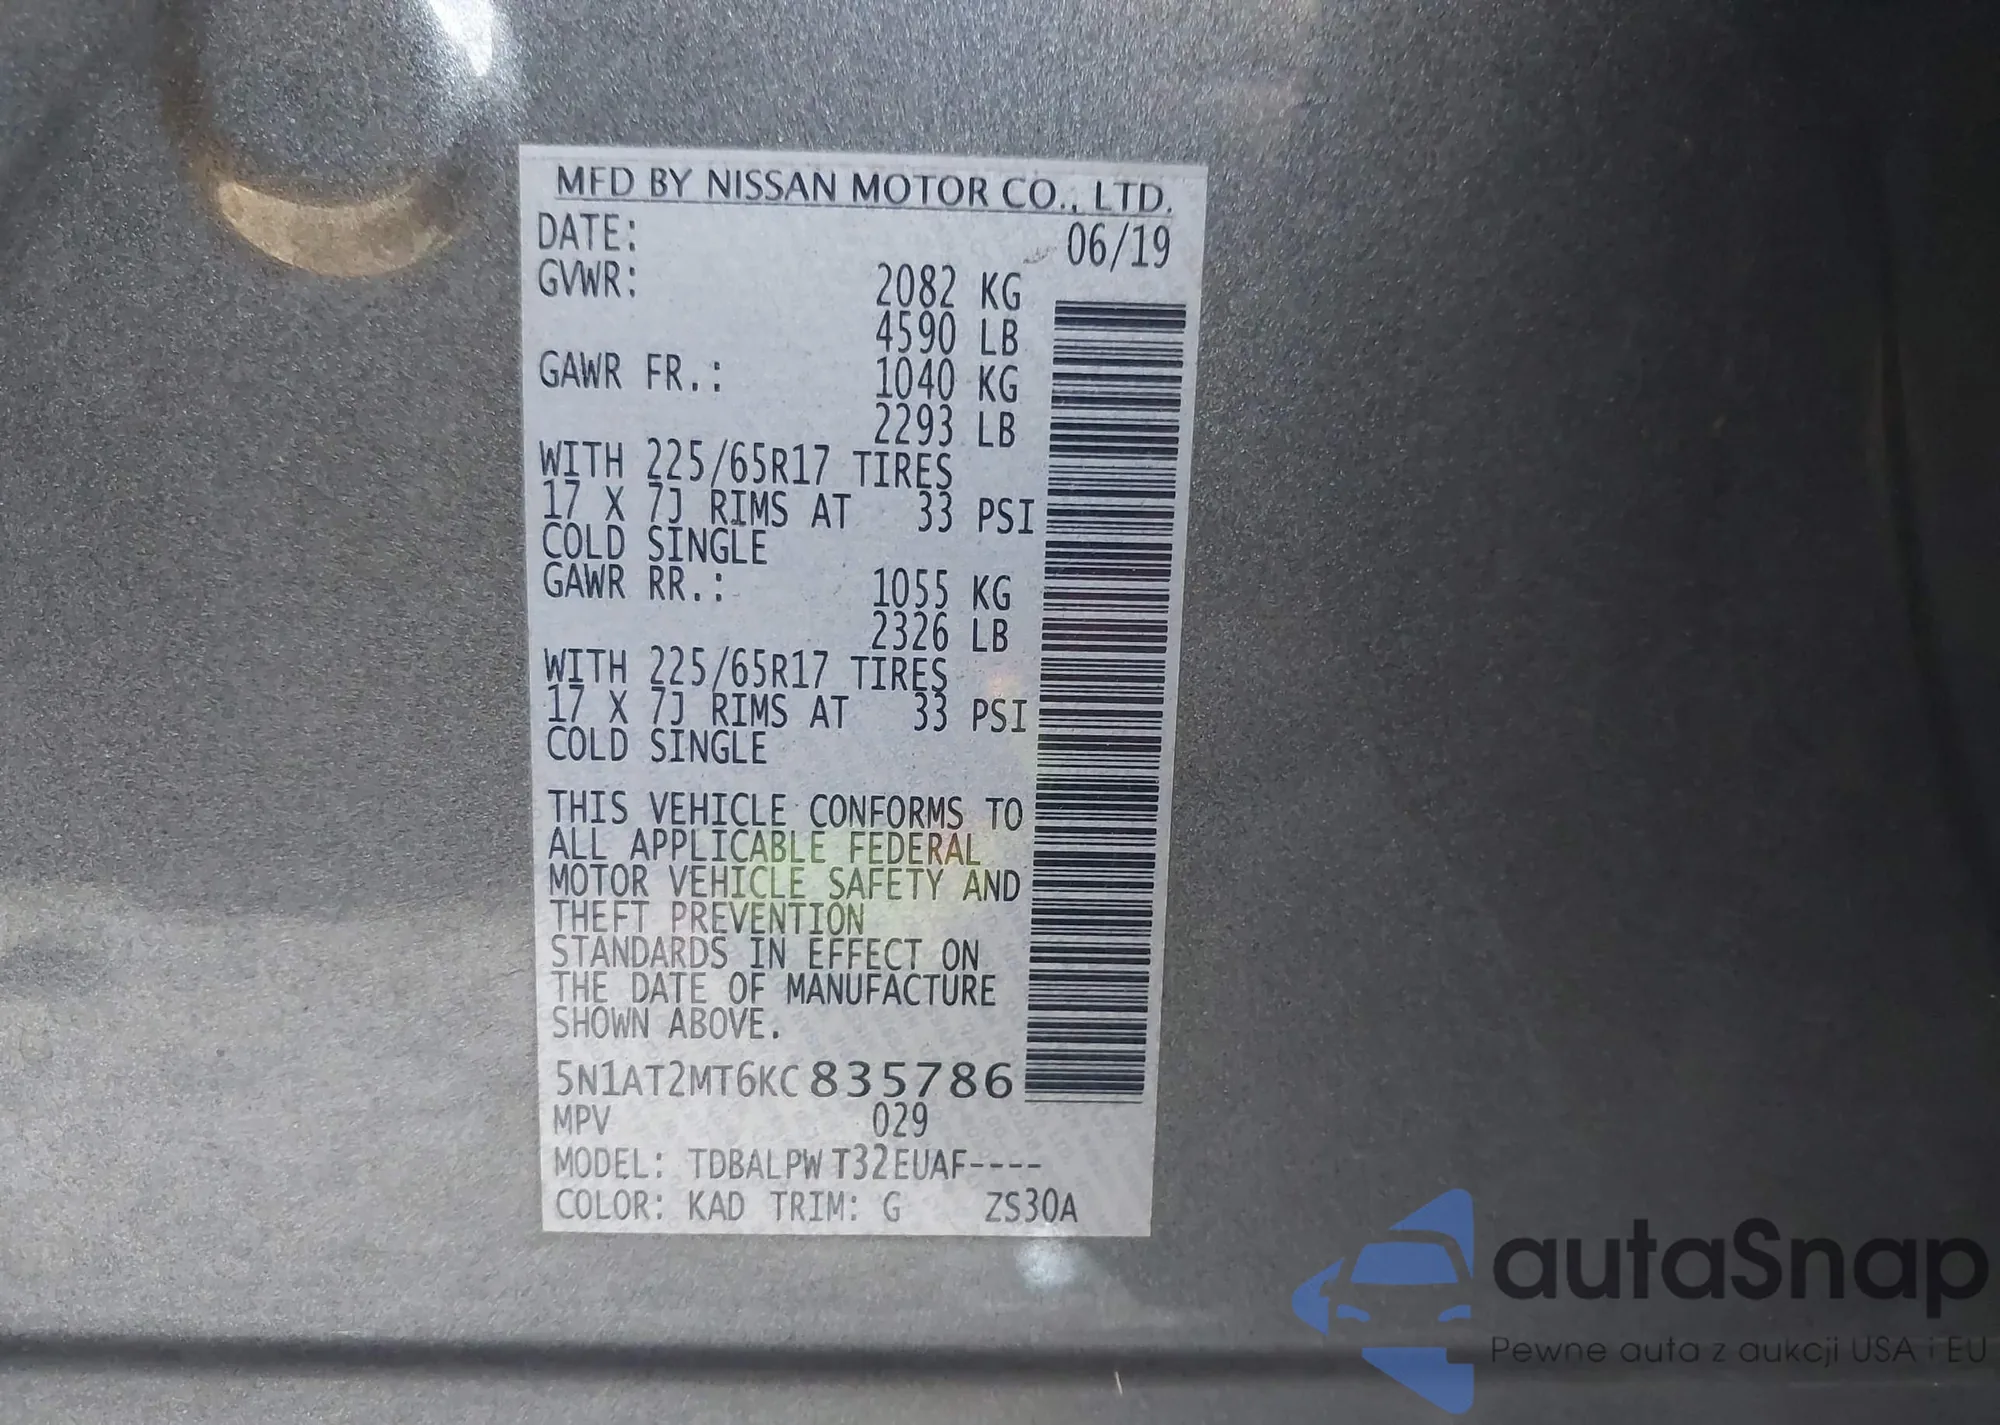 MFD BY NISSAN MOTOR CO., LTD.
DATE: 06/19
GVWR: 2082 KG
4590 LB
GAWR FR.: 1040 KG
2293 LB
WITH 225/65R17 TIRES
17 X 7J RIMS AT 33 PSI
COLD SINGLE
GAWR RR.: 1055 KG
2326 LB
WITH 225/65R17 TIRES
17 X 7J RIMS AT 33 PSI
COLD SINGLE
THIS VEHICLE CONFORMS TO
ALL APPLICABLE FEDERAL
MOTOR VEHICLE SAFETY AND
THEFT PREVENTION
STANDARDS IN EFFECT ON
THE DATE OF MANUFACTURE
SHOWN ABOVE.
5N1AT2MT6KC835786
MPV 029
MODEL: TDBALPW T32EUAF----
COLOR: KAD TRIM: G ZS30A
autaSnap
Pewne auta z aukcji USA i EU